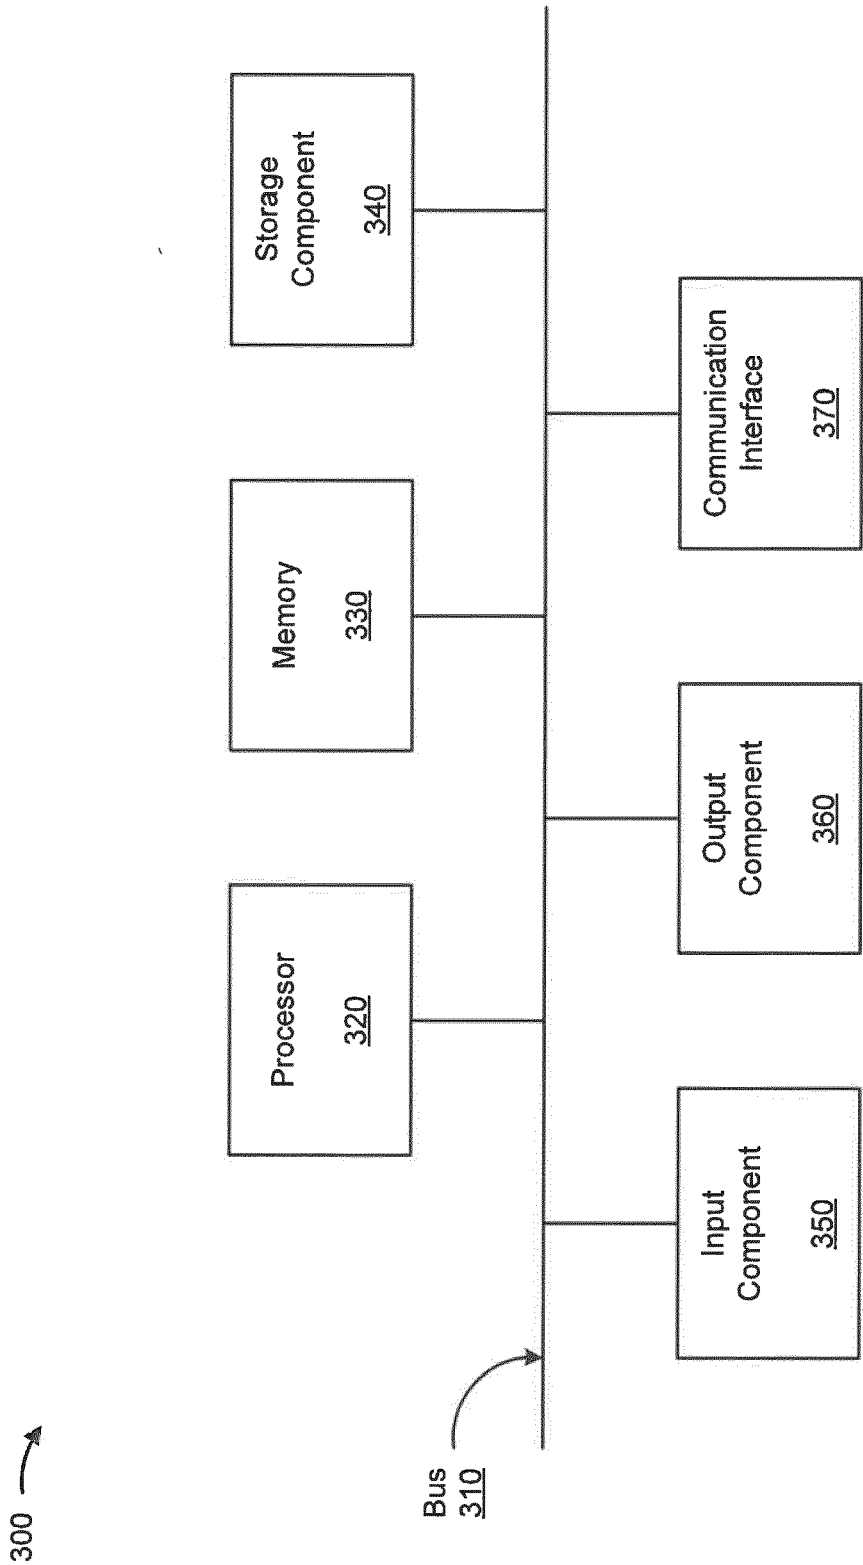 300
Bus
310
Processor
320
Memory
330
Storage
Component
340
Input
Component
350
Output
Component
360
Communication
Interface
370